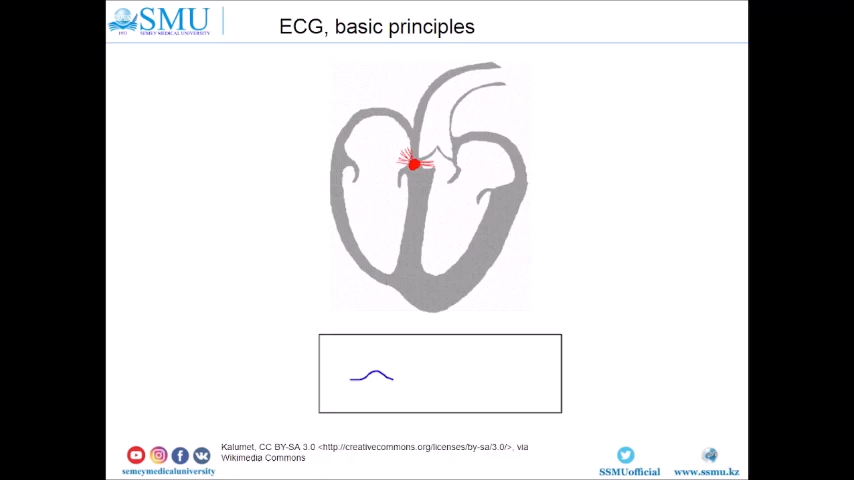 SMU
SEMEY MEDICAL UNIVERSITY
ECG, basic principles
Kalumet, CC BY-SA 3.0 <http://creativecommons.org/licenses/by-sa/3.0/>, via
Wikimedia Commons
semeymedicaluniversity
SSMUofficial
www.ssmu.kz